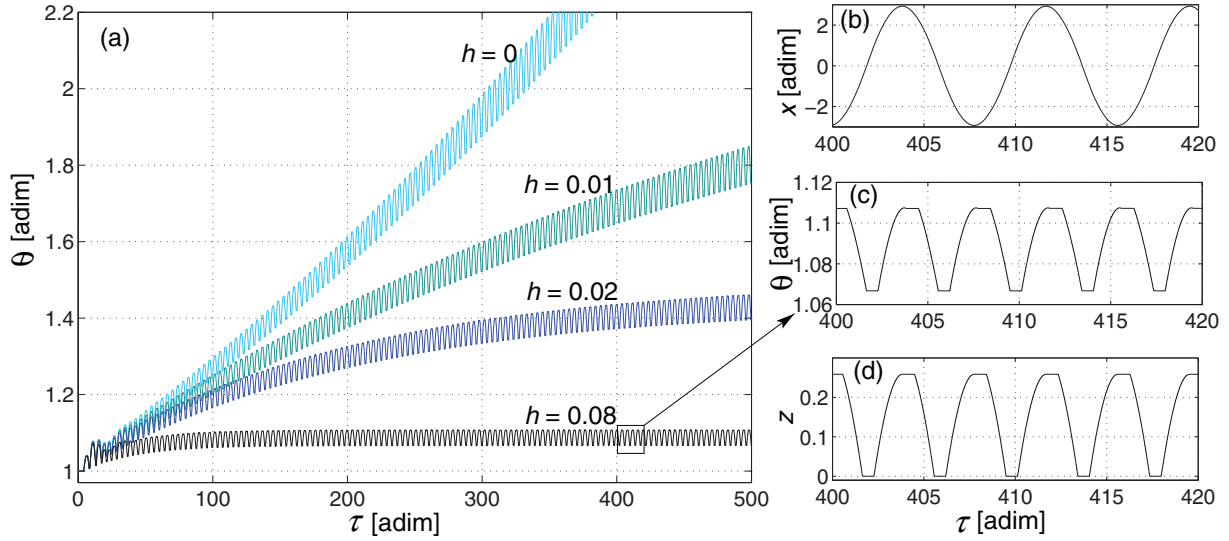 (a)
2.2
2
1.8
1.6
1.4
1.2
1
θ [adim]
h = 0
h = 0.01
h = 0.02
h = 0.08
0 100 200 300 400 500
τ [adim]
(b)
2
0
−2
x [adim]
400 405 410 415 420
(c)
1.12
1.1
1.08
1.06
θ [adim]
400 405 410 415 420
(d)
0.2
0.1
0
z
400 405 410 415 420
τ [adim]